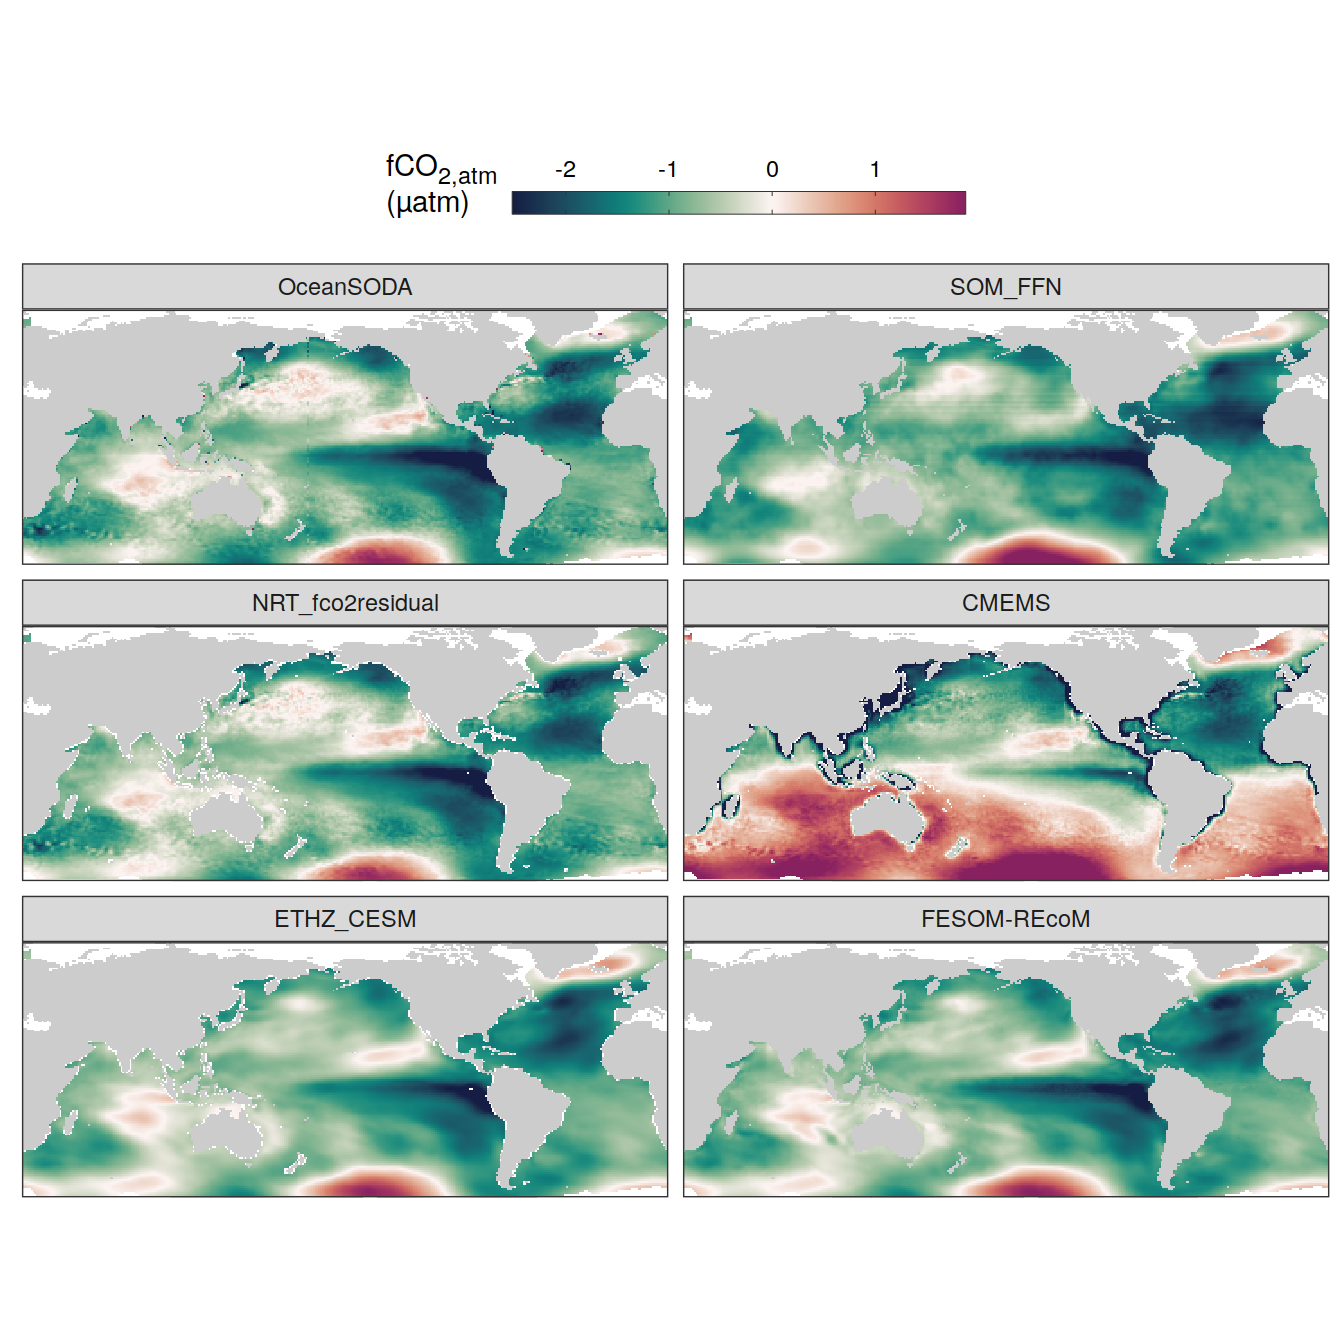 fCO2,atm
(µatm)
-2 -1 0 1
OceanSODA
SOM_FFN
NRT_fco2residual
CMEMS
ETHZ_CESM
FESOM-REcoM